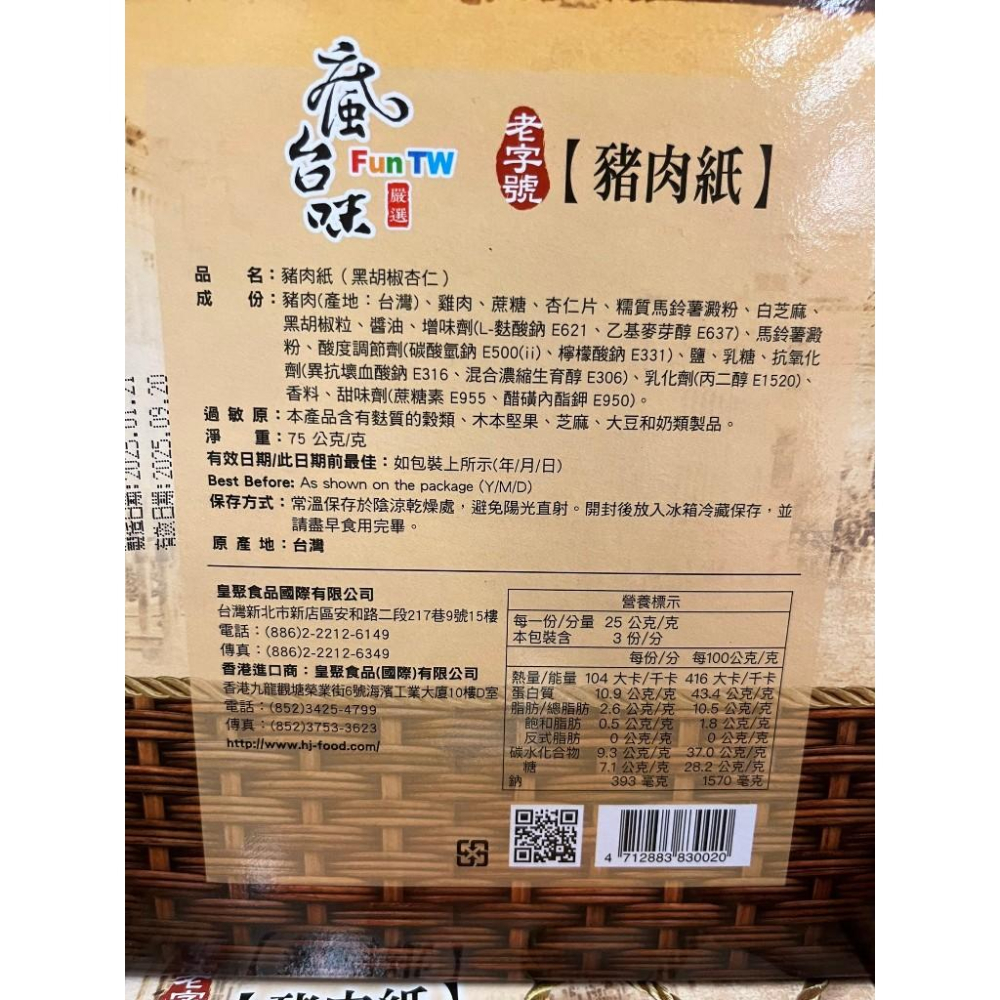 瘋台味
Fun TW
嚴選
老字號
【豬肉紙】
品名：豬肉紙（黑胡椒杏仁）
成份：豬肉(產地：台灣)、雞肉、蔗糖、杏仁片、糯質馬鈴薯澱粉、白芝麻、
黑胡椒粒、醬油、增味劑(L-麩酸鈉 E621、乙基麥芽醇 E637)、馬鈴薯澱
粉、酸度調節劑(碳酸氫鈉 E500(ii)、檸檬酸鈉 E331)、鹽、乳糖、抗氧化
劑(異抗壞血酸鈉 E316、混合濃縮生育醇 E306)、乳化劑(丙二醇 E1520)、
香料、甜味劑(蔗糖素 E955、醋磺內酯鉀 E950)。
過敏原：本產品含有麩質的穀類、木本堅果、芝麻、大豆和奶類製品。
淨重：75 公克/克
有效日期/此日期前最佳：如包裝上所示(年/月/日)
Best Before: As shown on the package (Y/M/D)
保存方式：常溫保存於陰涼乾燥處，避免陽光直射。開封後放入冰箱冷藏保存，並
請盡早食用完畢。
原產地：台灣
製造日期:2025.01.21
有效日期:2025.09.20
皇聚食品國際有限公司
台灣新北市新店區安和路二段217巷9號15樓
電話：(886)2-2212-6149
傳真：(886)2-2212-6349
香港進口商：皇聚食品(國際)有限公司
香港九龍觀塘榮業街6號海濱工業大廈10樓D室
電話：(852)3425-4799
傳真：(852)3753-3623
http://www.hj-food.com/
營養標示
每一份/分量 25 公克/克
本包裝含 3 份/分
每份/分 每100公克/克
熱量/能量 104 大卡/千卡 416 大卡/千卡
蛋白質 10.9 公克/克 43.4 公克/克
脂肪/總脂肪 2.6 公克/克 10.5 公克/克
飽和脂肪 0.5 公克/克 1.8 公克/克
反式脂肪 0 公克/克 0 公克/克
碳水化合物 9.3 公克/克 37.0 公克/克
糖 7.1 公克/克 28.2 公克/克
鈉 393 毫克 1570 毫克
4 712883 830020